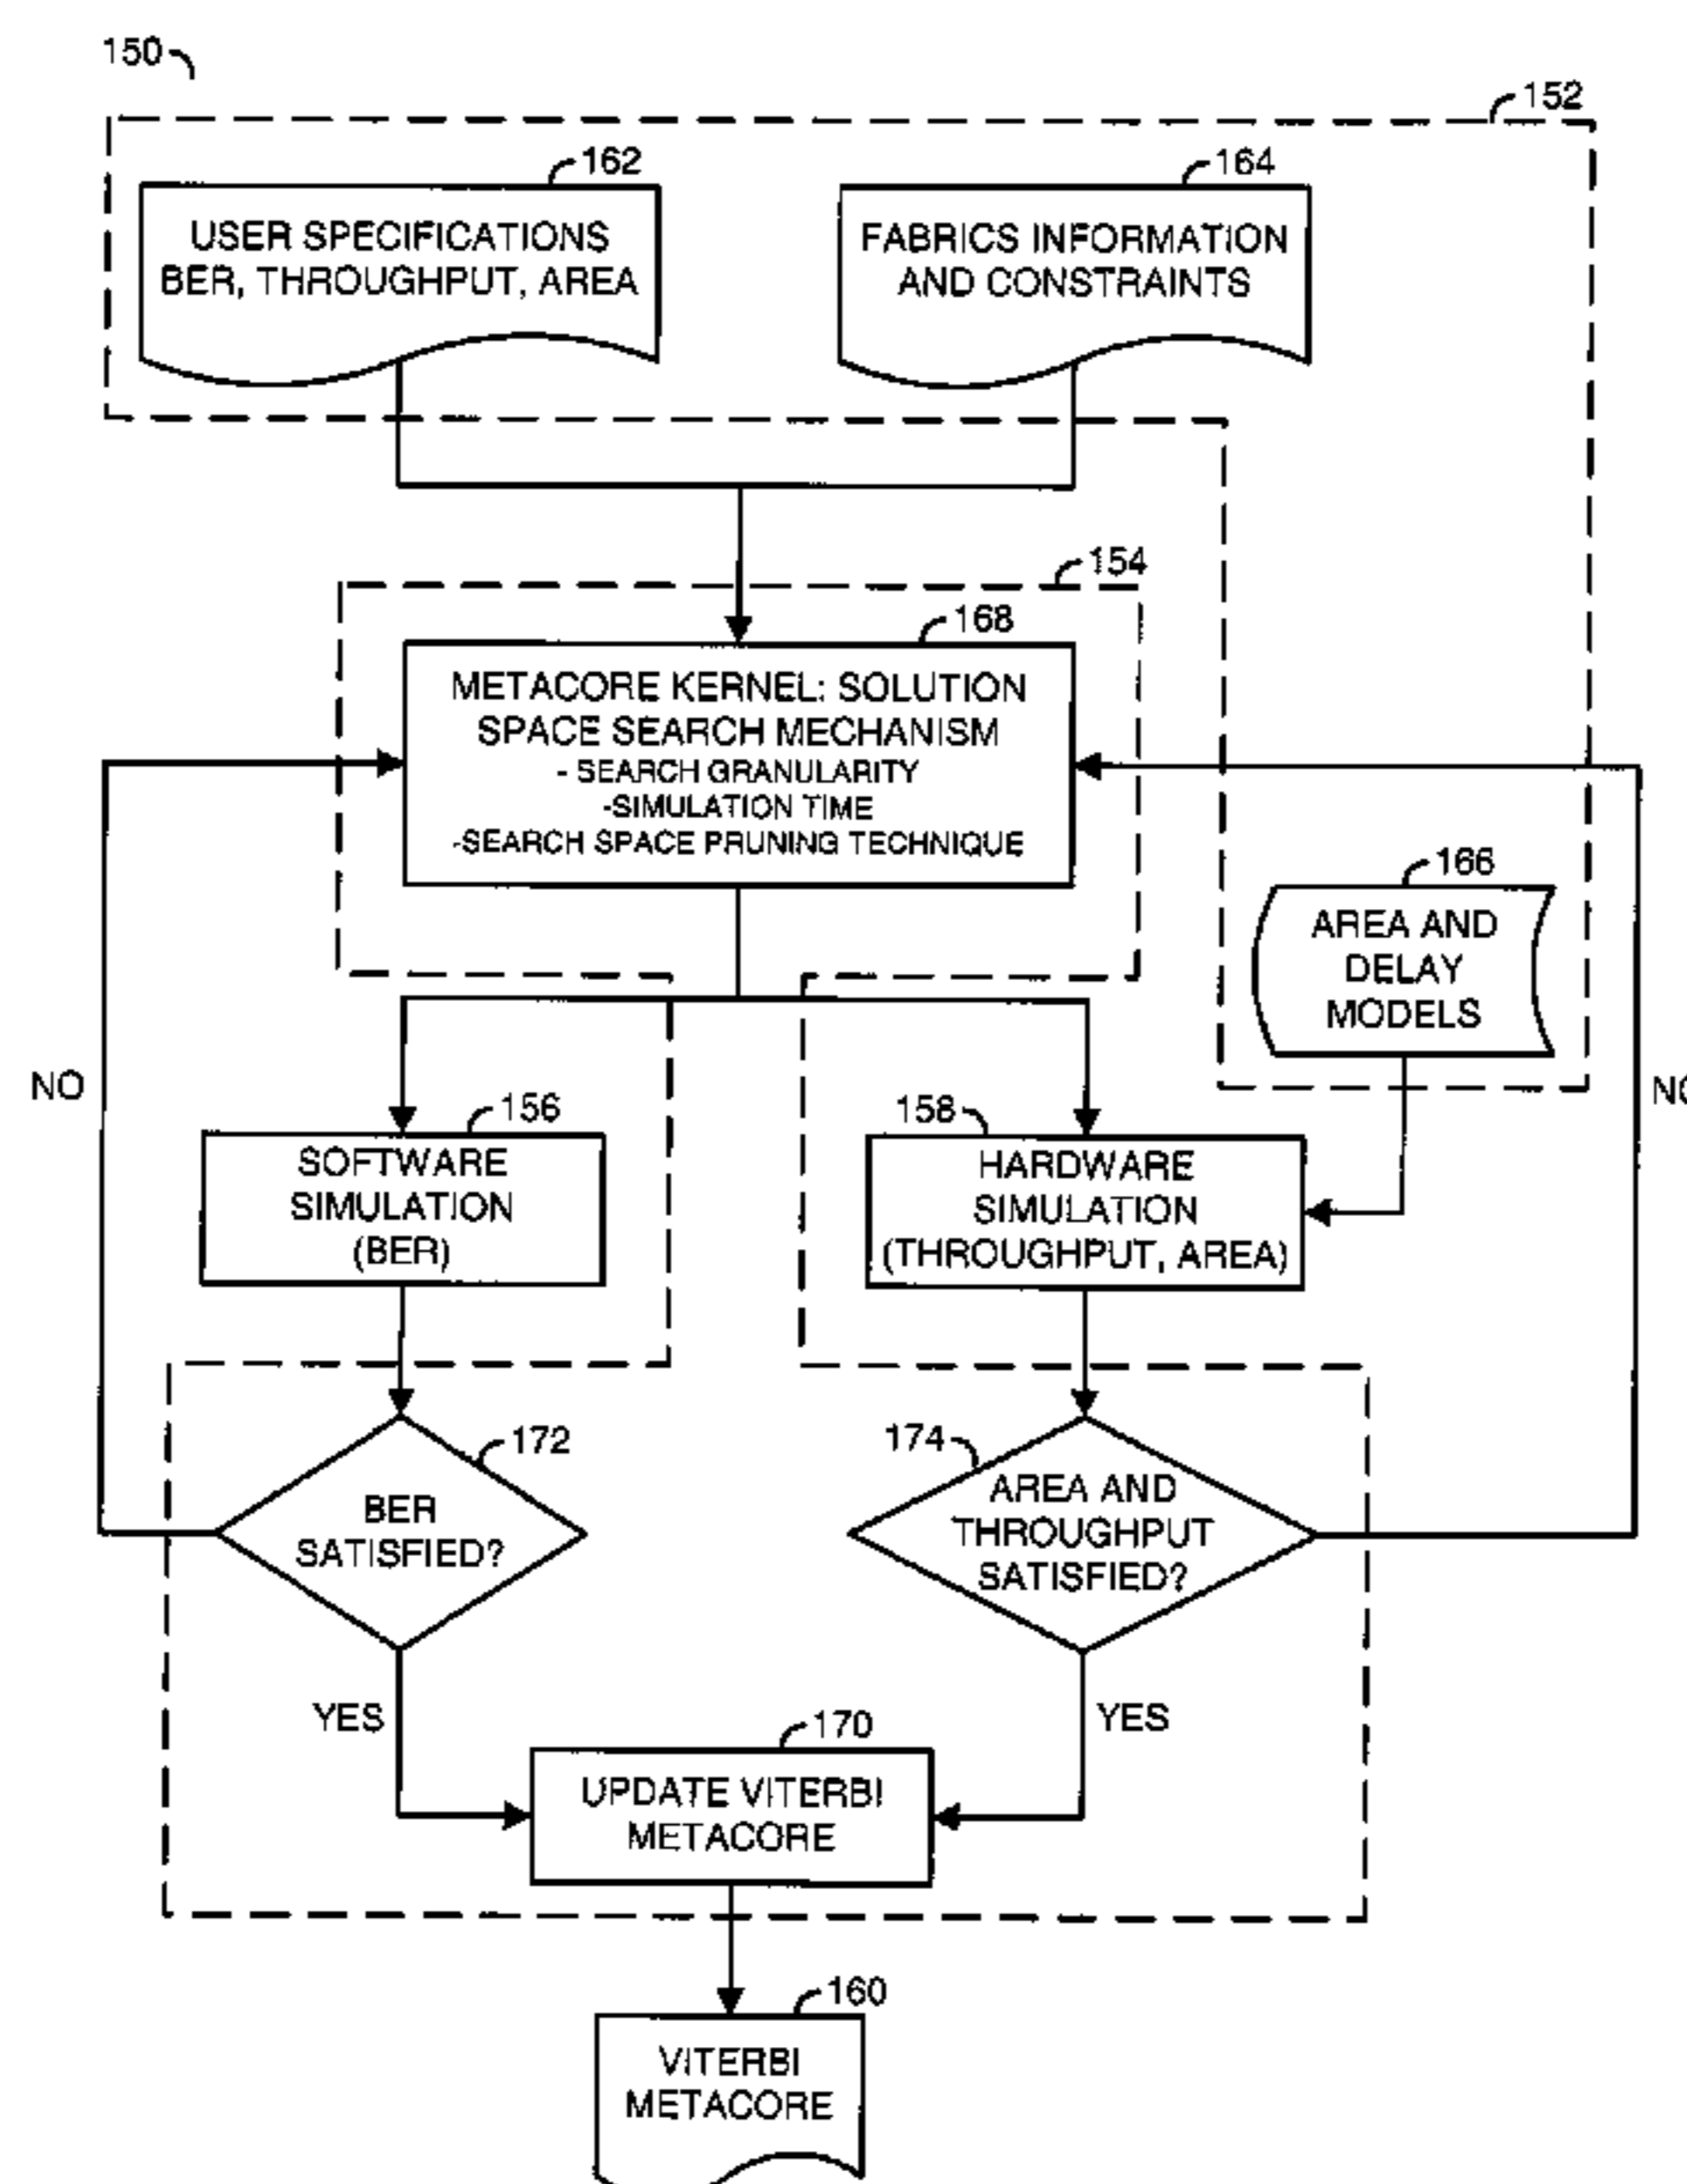 150
152
162
164
USER SPECIFICATIONS
BER, THROUGHPUT, AREA
FABRICS INFORMATION
AND CONSTRAINTS
154
168
METACORE KERNEL: SOLUTION
SPACE SEARCH MECHANISM
- SEARCH GRANULARITY
-SIMULATION TIME
-SEARCH SPACE PRUNING TECHNIQUE
166
AREA AND
DELAY
MODELS
NO
NO
156
SOFTWARE
SIMULATION
(BER)
158
HARDWARE
SIMULATION
(THROUGHPUT, AREA)
172
BER
SATISFIED?
174
AREA AND
THROUGHPUT
SATISFIED?
YES
YES
170
UPDATE VITERBI
METACORE
160
VITERBI
METACORE